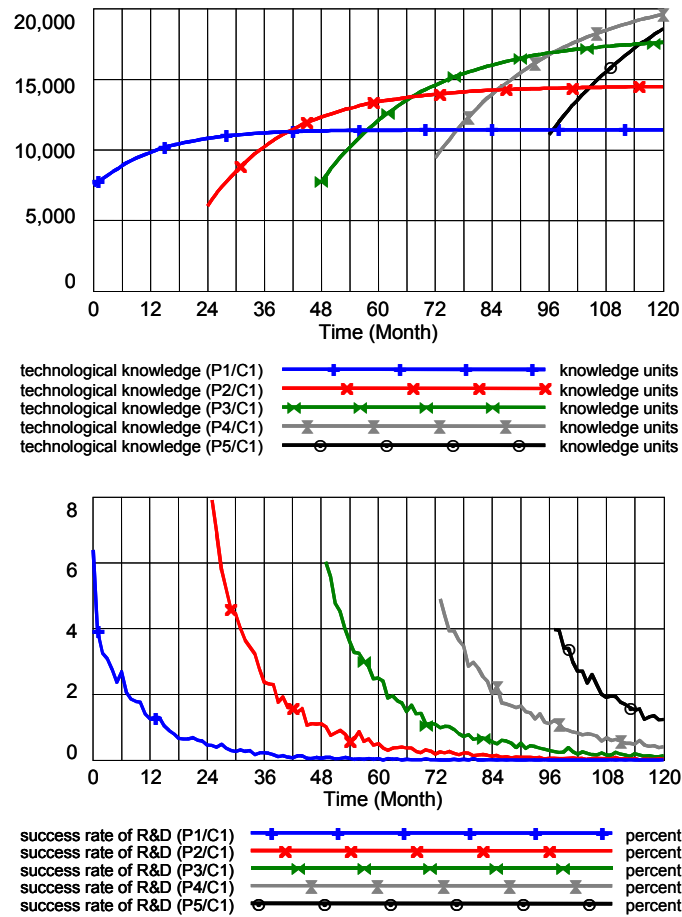 20,000
15,000
10,000
5,000
0
0 12 24 36 48 60 72 84 96 108 120
Time (Month)
technological knowledge (P1/C1) knowledge units
technological knowledge (P2/C1) knowledge units
technological knowledge (P3/C1) knowledge units
technological knowledge (P4/C1) knowledge units
technological knowledge (P5/C1) knowledge units
8
6
4
2
0
0 12 24 36 48 60 72 84 96 108 120
Time (Month)
success rate of R&D (P1/C1) percent
success rate of R&D (P2/C1) percent
success rate of R&D (P3/C1) percent
success rate of R&D (P4/C1) percent
success rate of R&D (P5/C1) percent